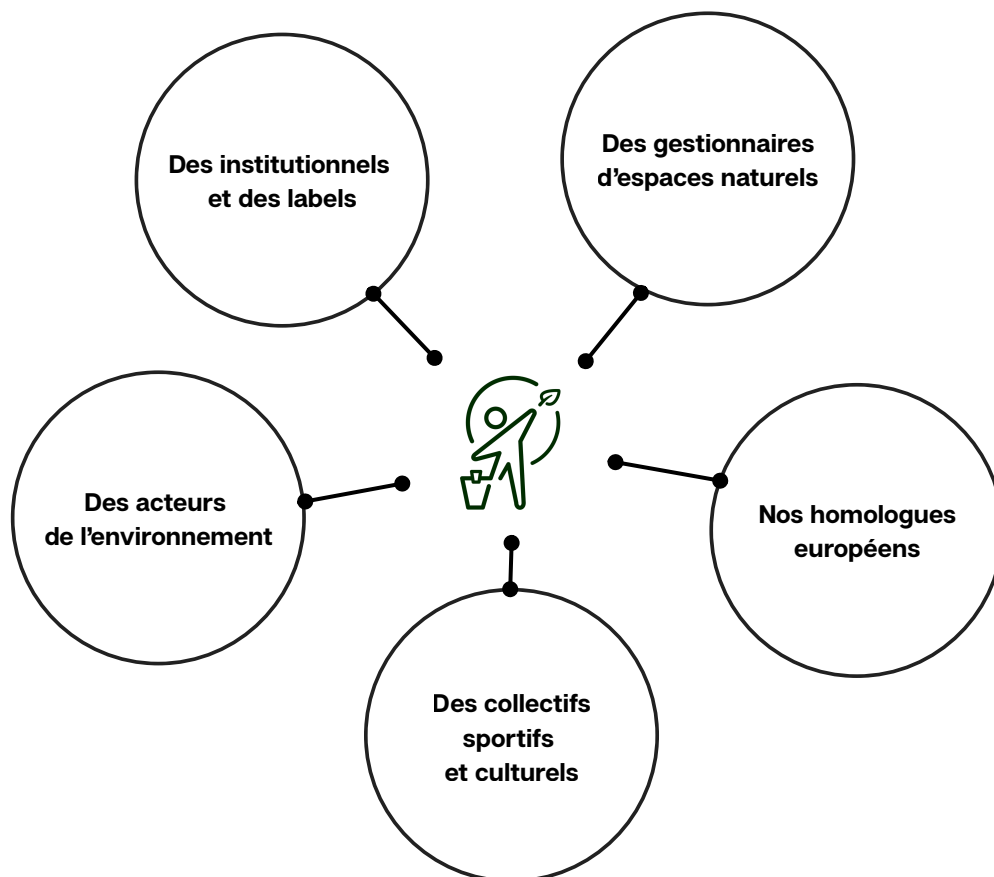 Des institutionnels
et des labels
Des gestionnaires
d’espaces naturels
Des acteurs
de l’environnement
Nos homologues
européens
Des collectifs
sportifs
et culturels